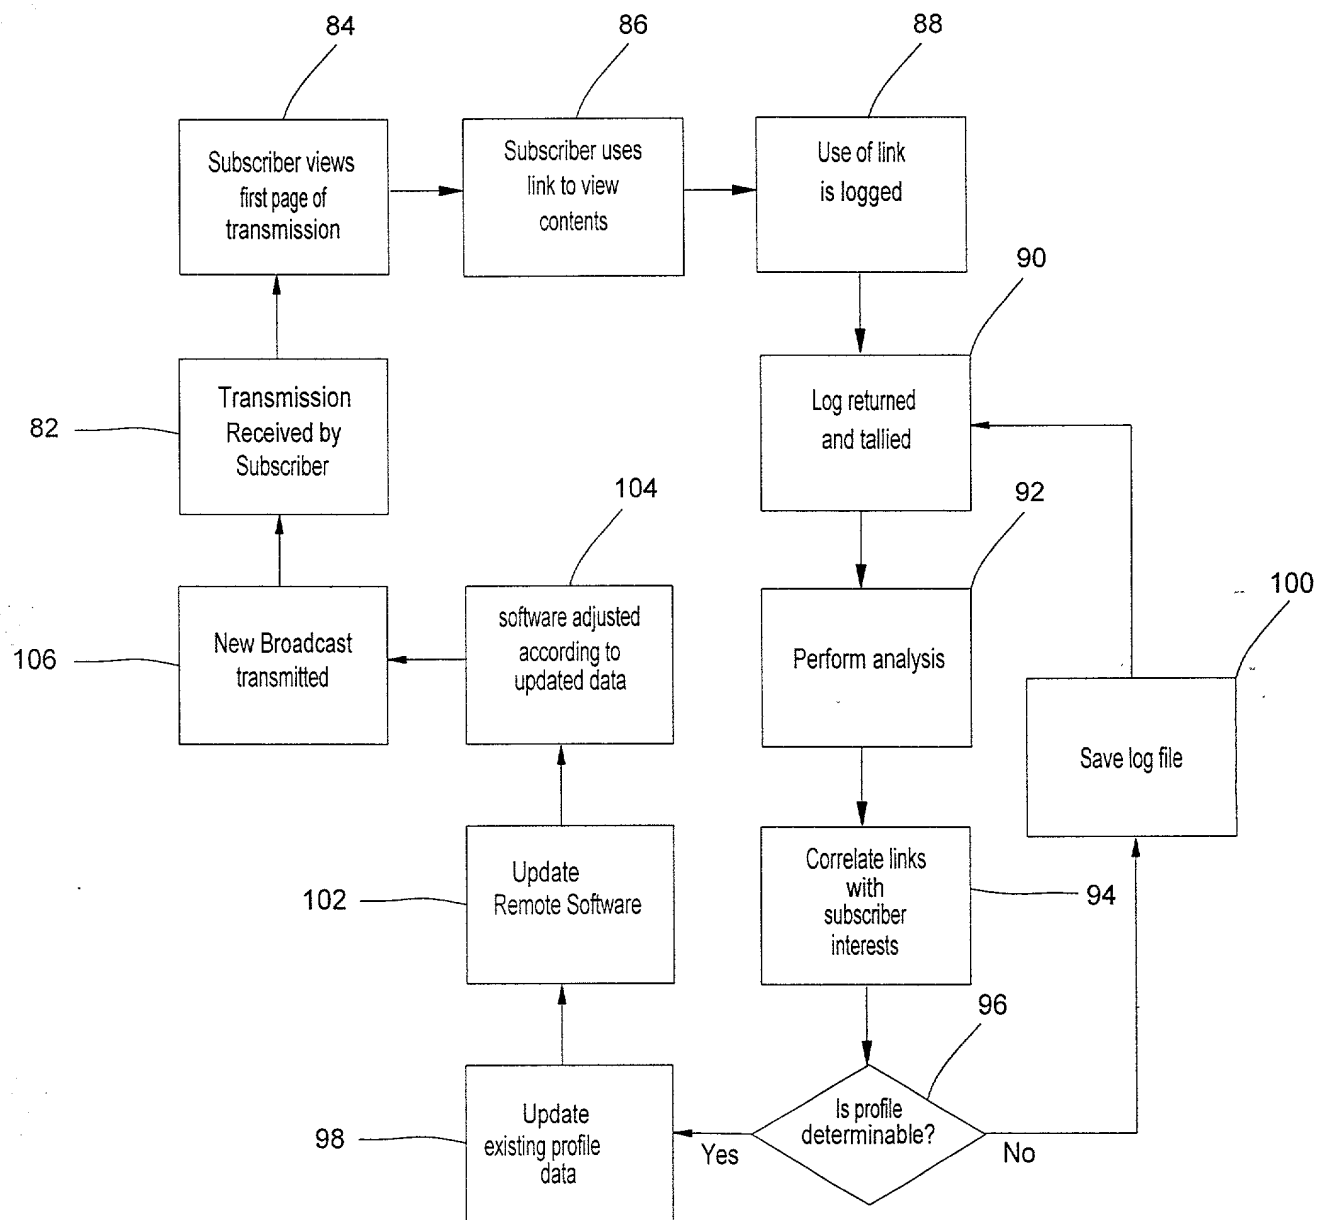 84
86
88
Subscriber views
first page of
transmission
Subscriber uses
link to view
contents
Use of link
is logged
90
82
Transmission
Received by
Subscriber
Log returned
and tallied
104
92
100
106
New Broadcast
transmitted
software adjusted
according to
updated data
Perform analysis
Save log file
102
Update
Remote Software
Correlate links
with
subscriber
interests
94
96
98
Update
existing profile
data
Yes
Is profile
determinable?
No